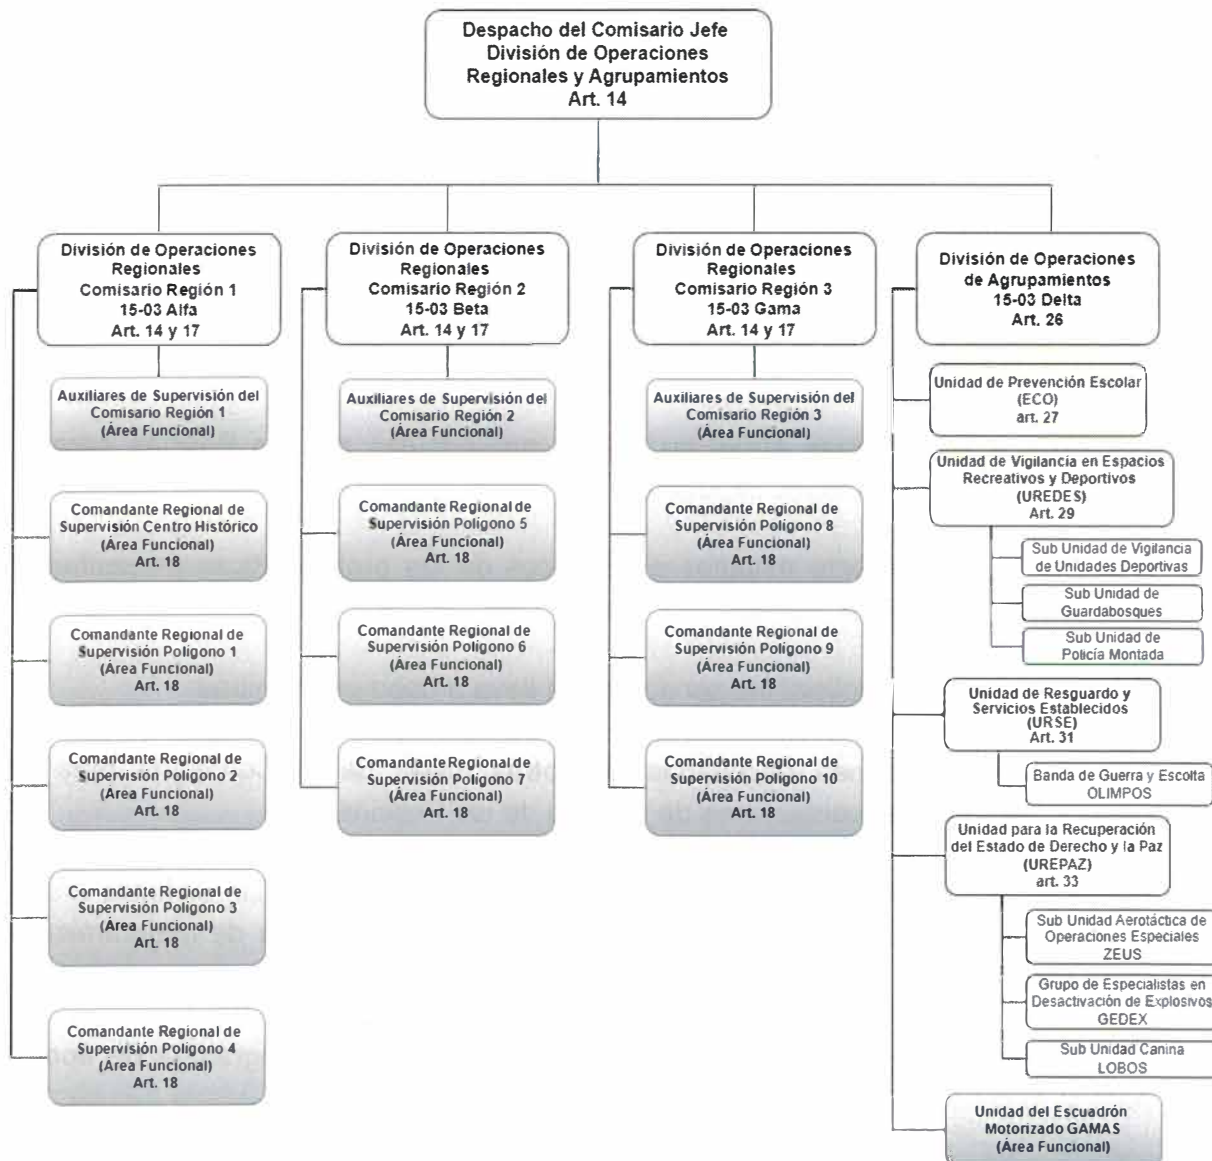 Despacho del Comisario Jefe
División de Operaciones
Regionales y Agrupamientos
Art. 14
División de Operaciones
Regionales
Comisario Región 1
15-03 Alfa
Art. 14 y 17
Auxiliares de Supervisión del
Comisario Región 1
(Área Funcional)
Comandante Regional de
Supervisión Centro Histórico
(Área Funcional)
Art. 18
Comandante Regional de
Supervisión Polígono 1
(Área Funcional)
Art. 18
Comandante Regional de
Supervisión Polígono 2
(Área Funcional)
Art. 18
Comandante Regional de
Supervisión Polígono 3
(Área Funcional)
Art. 18
Comandante Regional de
Supervisión Polígono 4
(Área Funcional)
Art. 18
División de Operaciones
Regionales
Comisario Región 2
15-03 Beta
Art. 14 y 17
Auxiliares de Supervisión del
Comisario Región 2
(Área Funcional)
Comandante Regional de
Supervisión Polígono 5
(Área Funcional)
Art. 18
Comandante Regional de
Supervisión Polígono 6
(Área Funcional)
Art. 18
Comandante Regional de
Supervisión Polígono 7
(Área Funcional)
Art. 18
División de Operaciones
Regionales
Comisario Región 3
15-03 Gama
Art. 14 y 17
Auxiliares de Supervisión del
Comisario Región 3
(Área Funcional)
Comandante Regional de
Supervisión Polígono 8
(Área Funcional)
Art. 18
Comandante Regional de
Supervisión Polígono 9
(Área Funcional)
Art. 18
Comandante Regional de
Supervisión Polígono 10
(Área Funcional)
Art. 18
División de Operaciones
de Agrupamientos
15-03 Delta
Art. 26
Unidad de Prevención Escolar
(ECO)
art. 27
Unidad de Vigilancia en Espacios
Recreativos y Deportivos
(UREDES)
Art. 29
Sub Unidad de Vigilancia
de Unidades Deportivas
Sub Unidad de
Guardabosques
Sub Unidad de
Policía Montada
Unidad de Resguardo y
Servicios Establecidos
(URSE)
Art. 31
Banda de Guerra y Escolta
OLIMPOS
Unidad para la Recuperación
del Estado de Derecho y la Paz
(UREPAZ)
art. 33
Sub Unidad Aerotáctica de
Operaciones Especiales
ZEUS
Grupo de Especialistas en
Desactivación de Explosivos
GEDEX
Sub Unidad Canina
LOBOS
Unidad del Escuadrón
Motorizado GAMAS
(Área Funcional)